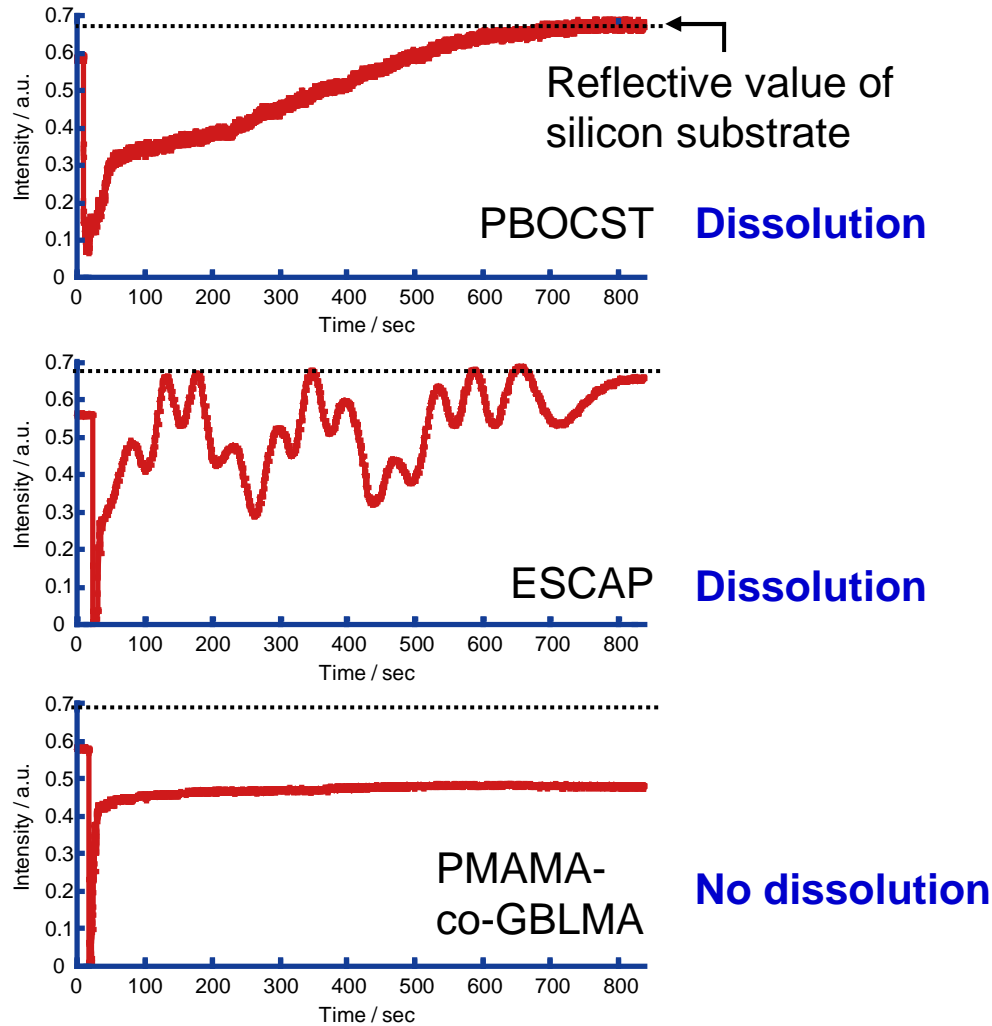 0.7
0.6
0.5
0.4
0.3
0.2
0.1
0
Intensity / a.u.
Reflective value of
silicon substrate
PBOCST
Dissolution
0 100 200 300 400 500 600 700 800
Time / sec
0.7
0.6
0.5
0.4
0.3
0.2
0.1
0
Intensity / a.u.
ESCAP
Dissolution
0 100 200 300 400 500 600 700 800
Time / sec
0.7
0.6
0.5
0.4
0.3
0.2
0.1
0
Intensity / a.u.
PMAMA-
co-GBLMA
No dissolution
0 100 200 300 400 500 600 700 800
Time / sec